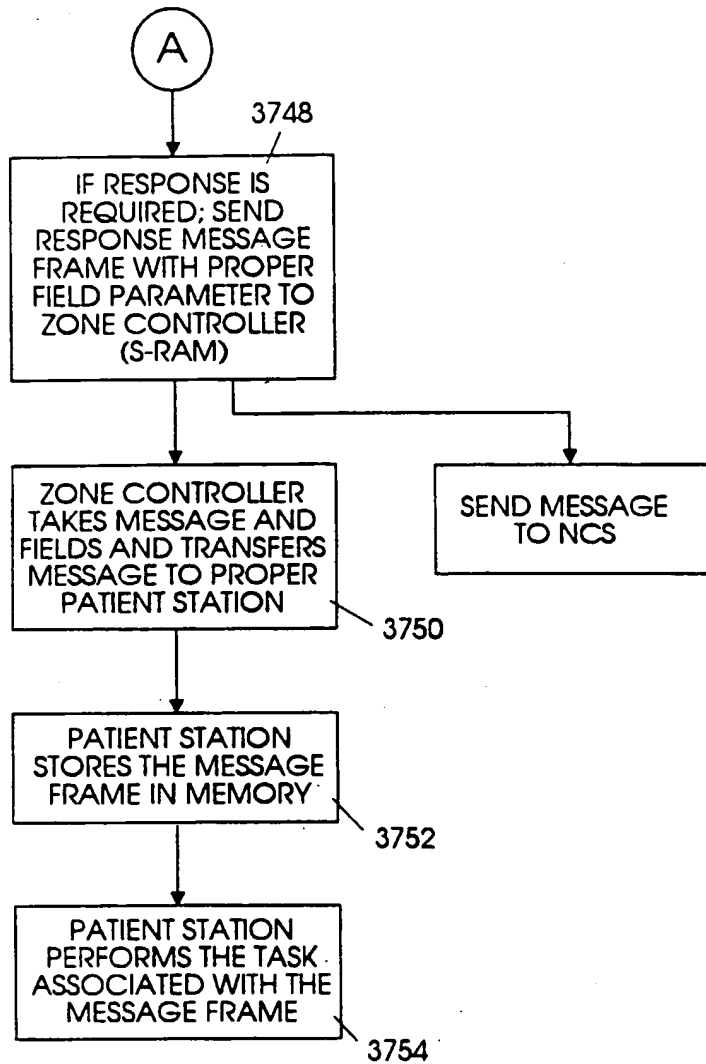 A
3748
IF RESPONSE IS
REQUIRED; SEND
RESPONSE MESSAGE
FRAME WITH PROPER
FIELD PARAMETER TO
ZONE CONTROLLER
(S-RAM)
ZONE CONTROLLER
TAKES MESSAGE AND
FIELDS AND TRANSFERS
MESSAGE TO PROPER
PATIENT STATION
3750
SEND MESSAGE
TO NCS
PATIENT STATION
STORES THE MESSAGE
FRAME IN MEMORY
3752
PATIENT STATION
PERFORMS THE TASK
ASSOCIATED WITH THE
MESSAGE FRAME
3754